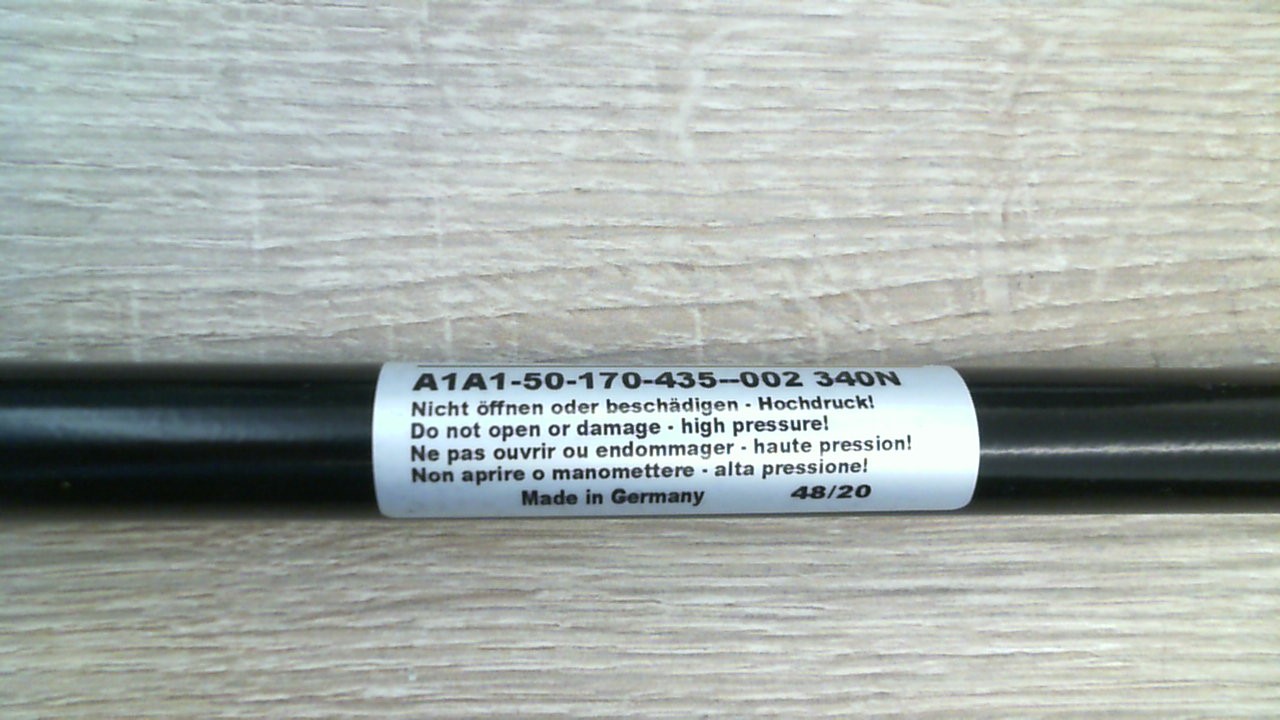 A1A1-50-170-435--002 340N
Nicht öffnen oder beschädigen - Hochdruck!
Do not open or damage - high pressure!
Ne pas ouvrir ou endommager - haute pression!
Non aprire o manomettere - alta pressione!
Made in Germany 48/20